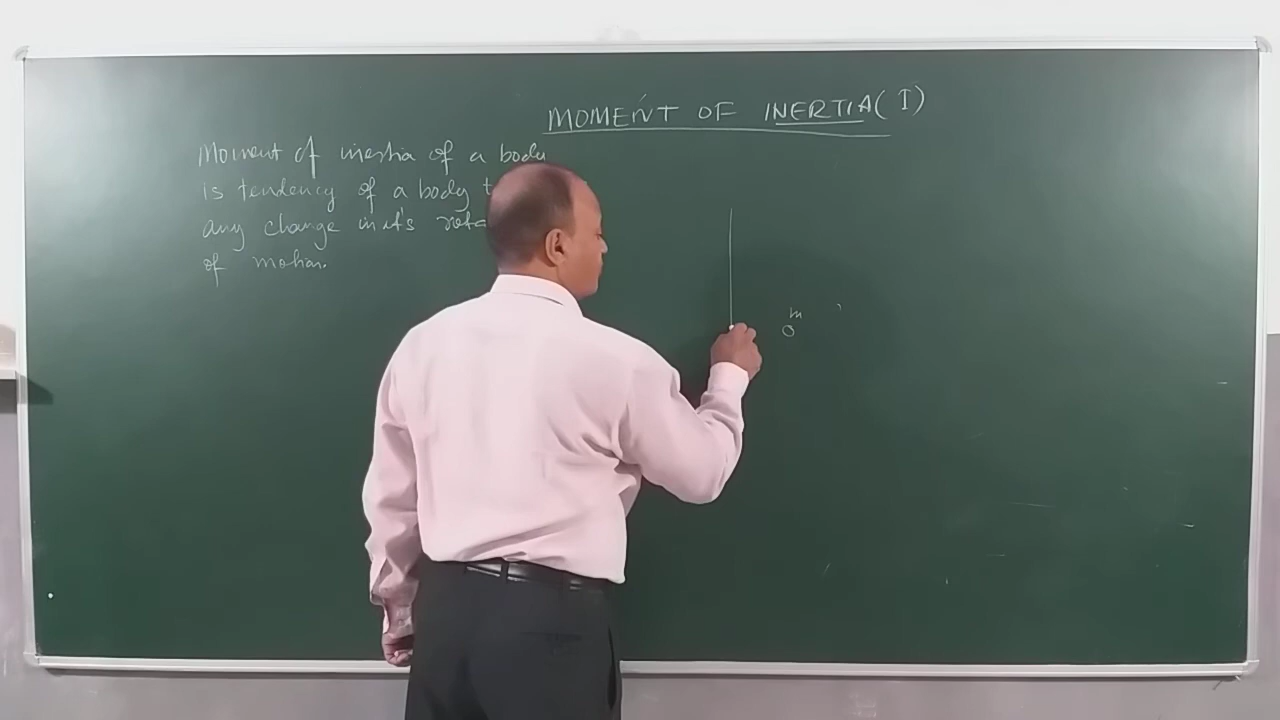 MOMENT OF INERTIA (I)
Moment of inertia of a body
is tendency of a body
any change in it's
of motion.
m